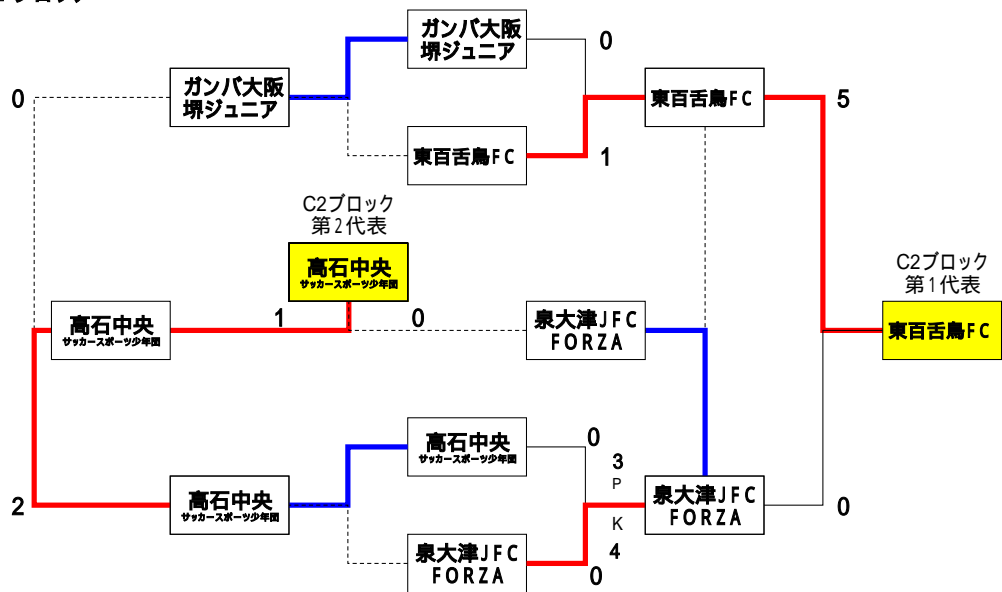 ガンバ大阪
堺ジュニア
0
ガンバ大阪
堺ジュニア
0
東百舌鳥FC
5
東百舌鳥FC
1
C2ブロック
第2代表
高石中央
サッカースポーツ少年団
C2ブロック
第1代表
東百舌鳥FC
高石中央
サッカースポーツ少年団
1
0
泉大津JFC
FORZA
高石中央
サッカースポーツ少年団
0
3
P
K
4
2
高石中央
サッカースポーツ少年団
泉大津JFC
FORZA
0
泉大津JFC
FORZA
0